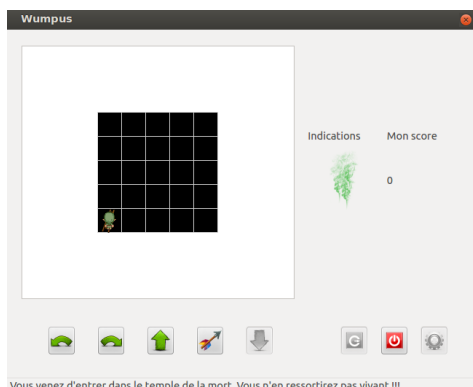 Wumpus
Indications Mon score
0
Vous venez d'entrer dans le temple de la mort. Vous n'en ressortirez pas vivant !!!